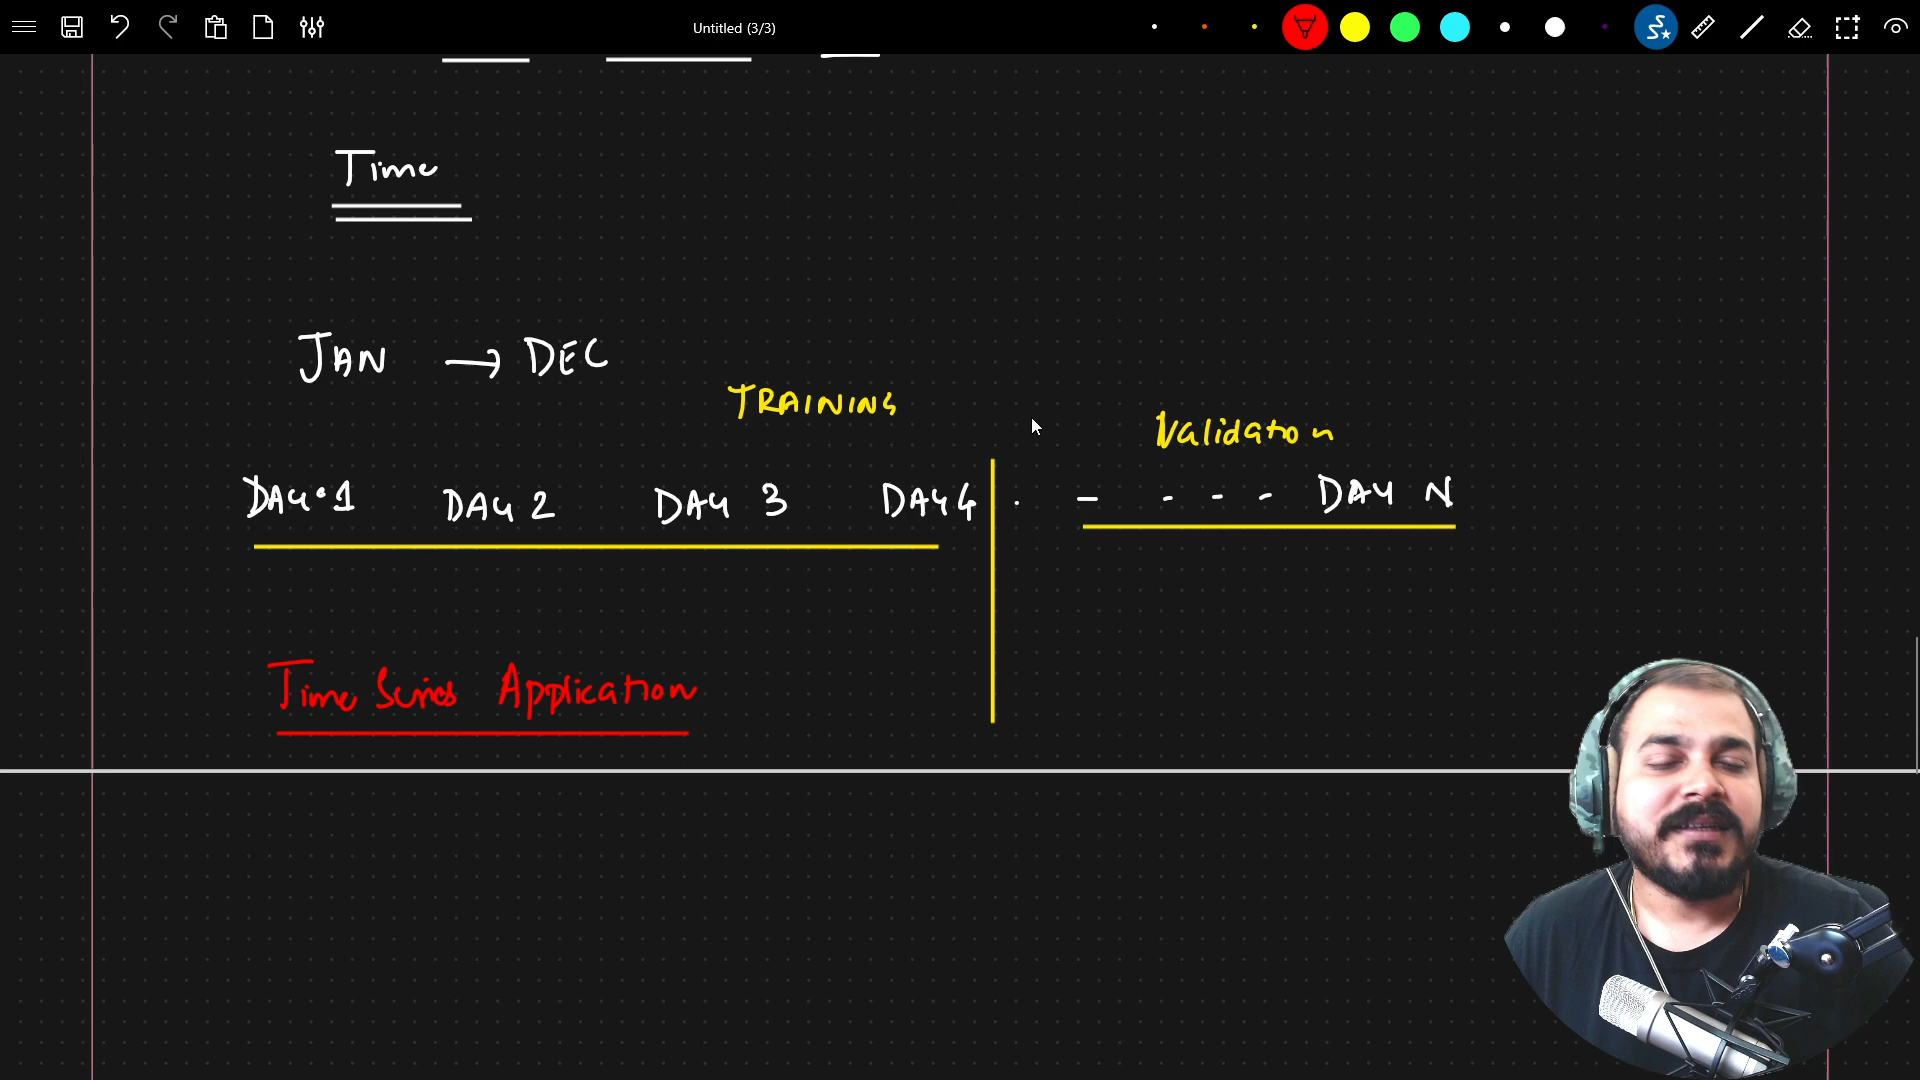 Untitled (3/3)
Time
JAN → DEC
TRAINING
Validation
DAY 1 DAY 2 DAY 3 DAY 4 . - - - - DAY N
Time Series Application